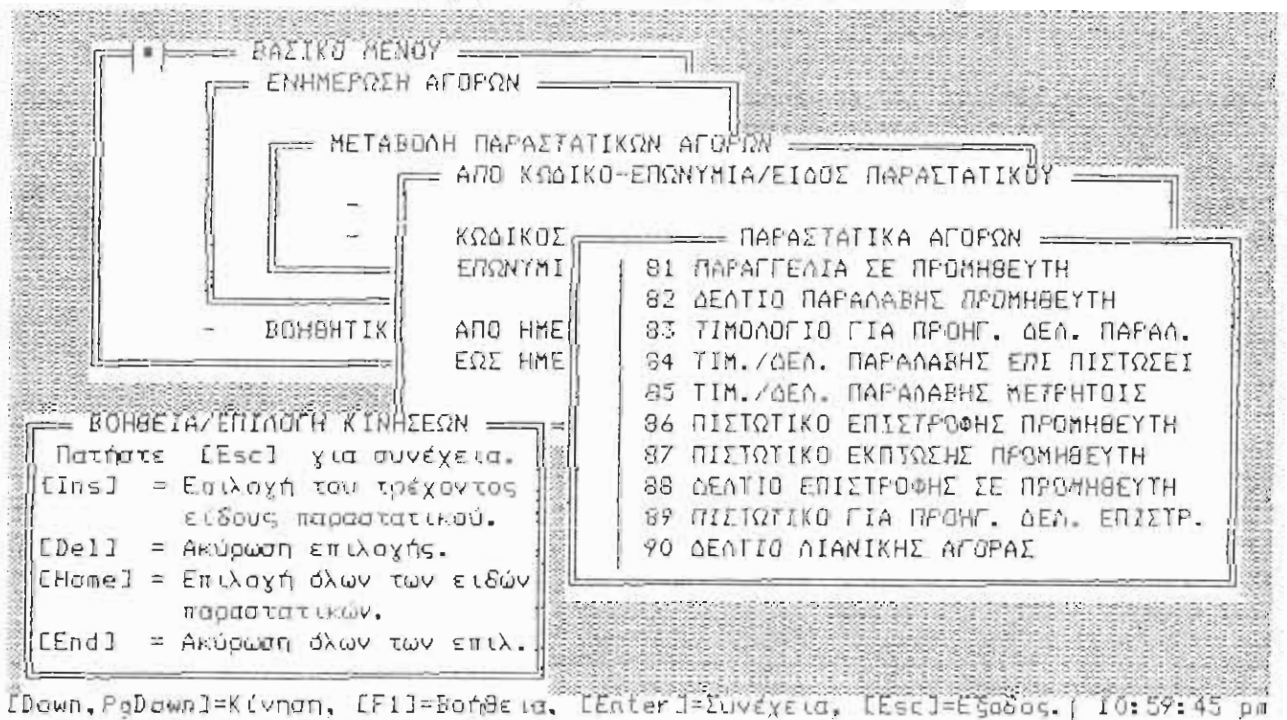 ΒΑΣΙΚΟ ΜΕΝΟΥ
ΕΝΗΜΕΡΩΣΗ ΑΓΟΡΩΝ
ΜΕΤΑΒΟΛΗ ΠΑΡΑΣΤΑΤΙΚΩΝ ΑΓΟΡΩΝ
ΑΠΟ ΚΩΔΙΚΟ-ΕΠΩΝΥΜΙΑ/ΕΙΔΟΣ ΠΑΡΑΣΤΑΤΙΚΟΥ
-
-
ΚΩΔΙΚΟΣ
ΕΠΩΝΥΜΙ
- ΒΟΗΘΗΤΙΚ
ΑΠΟ ΗΜΕ
ΕΩΣ ΗΜΕ
ΠΑΡΑΣΤΑΤΙΚΑ ΑΓΟΡΩΝ
81 ΠΑΡΑΓΓΕΛΙΑ ΣΕ ΠΡΟΜΗΘΕΥΤΗ
82 ΔΕΛΤΙΟ ΠΑΡΑΛΑΒΗΣ ΠΡΟΜΗΘΕΥΤΗ
83 ΤΙΜΟΛΟΓΙΟ ΓΙΑ ΠΡΟΗΓ. ΔΕΛ. ΠΑΡΑΛ.
84 ΤΙΜ./ΔΕΛ. ΠΑΡΑΛΑΒΗΣ ΕΠΙ ΠΙΣΤΩΣΕΙ
85 ΤΙΜ./ΔΕΛ. ΠΑΡΑΛΑΒΗΣ ΜΕΤΡΗΤΟΙΣ
86 ΠΙΣΤΩΤΙΚΟ ΕΠΙΣΤΡΟΦΗΣ ΠΡΟΜΗΘΕΥΤΗ
87 ΠΙΣΤΩΤΙΚΟ ΕΚΠΤΩΣΗΣ ΠΡΟΜΗΘΕΥΤΗ
88 ΔΕΛΤΙΟ ΕΠΙΣΤΡΟΦΗΣ ΣΕ ΠΡΟΜΗΘΕΥΤΗ
89 ΠΙΣΤΩΤΙΚΟ ΓΙΑ ΠΡΟΗΓ. ΔΕΛ. ΕΠΙΣΤΡ.
90 ΔΕΛΤΙΟ ΛΙΑΝΙΚΗΣ ΑΓΟΡΑΣ
ΒΟΗΘΕΙΑ/ΕΠΙΛΟΓΗ ΚΙΝΗΣΕΩΝ
Πατήστε [Esc] για συνέχεια.
[Ins] = Επιλογή του τρέχοντος
είδους παραστατικού.
[Del] = Ακύρωση επιλογής.
[Home] = Επιλογή όλων των ειδών
παραστατικών.
[End] = Ακύρωση όλων των επιλ.
[Down,PgDown]=Κίνηση, [F1]=Βοήθεια, [Enter]=Συνέχεια, [Esc]=Εξοδος.| 10:59:45 pm